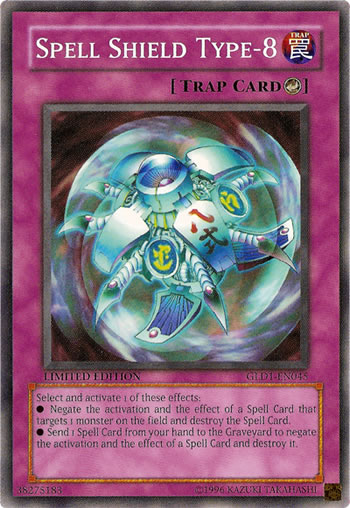 SPELL SHIELD TYPE-8
TRAP
罠
[TRAP CARD]
LIMITED EDITION
GLD1-EN045
Select and activate 1 of these effects:
● Negate the activation and the effect of a Spell Card that
targets 1 monster on the field and destroy the Spell Card.
● Send 1 Spell Card from your hand to the Graveyard to negate
the activation and the effect of a Spell Card and destroy it.
38275183
©1996 KAZUKI TAKAHASHI